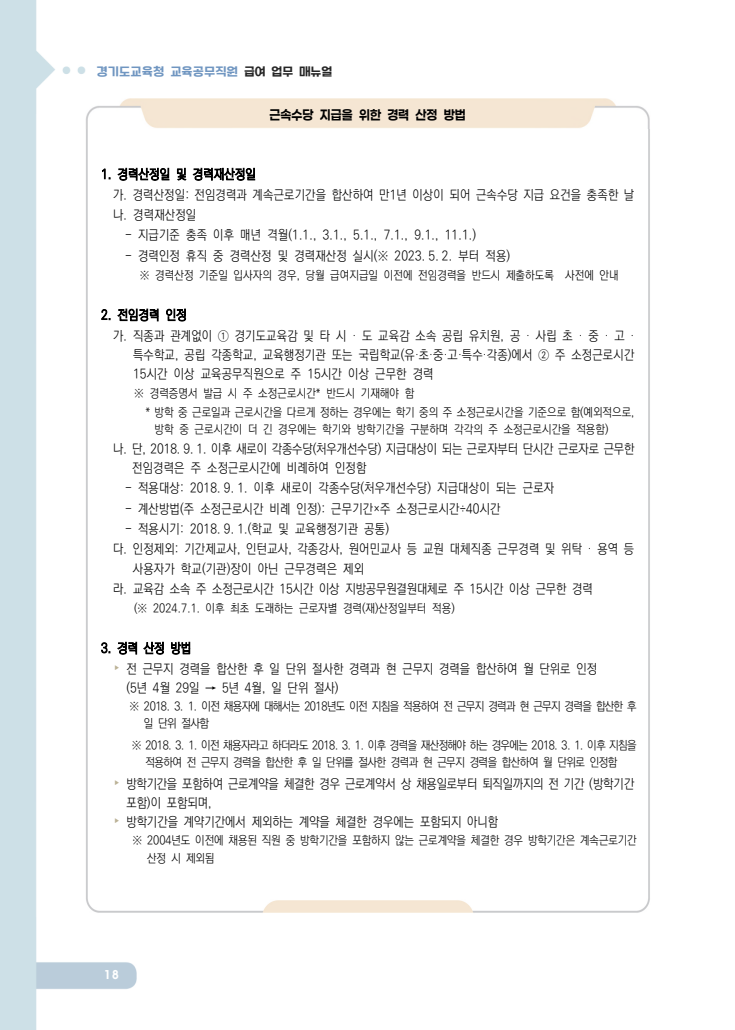 경기도교육청 교육공무직원 급여 업무 매뉴얼
근속수당 지급을 위한 경력 산정 방법
1. 경력산정일 및 경력재산정일
가. 경력산정일: 전임경력과 계속근로기간을 합산하여 만1년 이상이 되어 근속수당 지급 요건을 충족한 날
나. 경력재산정일
- 지급기준 충족 이후 매년 격월(1.1., 3.1., 5.1., 7.1., 9.1., 11.1.)
- 경력인정 휴직 중 경력산정 및 경력재산정 실시(※ 2023. 5. 2. 부터 적용)
※ 경력산정 기준일 입사자의 경우, 당월 급여지급일 이전에 전임경력을 반드시 제출하도록 사전에 안내
2. 전임경력 인정
가. 직종과 관계없이 ① 경기도교육감 및 타 시 · 도 교육감 소속 공립 유치원, 공 · 사립 초 · 중 · 고 ·
특수학교, 공립 각종학교, 교육행정기관 또는 국립학교(유·초·중·고·특수·각종)에서 ② 주 소정근로시간
15시간 이상 교육공무직원으로 주 15시간 이상 근무한 경력
※ 경력증명서 발급 시 주 소정근로시간* 반드시 기재해야 함
* 방학 중 근로일과 근로시간을 다르게 정하는 경우에는 학기 중의 주 소정근로시간을 기준으로 함(예외적으로,
방학 중 근로시간이 더 긴 경우에는 학기와 방학기간을 구분하며 각각의 주 소정근로시간을 적용함)
나. 단, 2018. 9. 1. 이후 새로이 각종수당(처우개선수당) 지급대상이 되는 근로자부터 단시간 근로자로 근무한
전임경력은 주 소정근로시간에 비례하여 인정함
- 적용대상: 2018. 9. 1. 이후 새로이 각종수당(처우개선수당) 지급대상이 되는 근로자
- 계산방법(주 소정근로시간 비례 인정): 근무기간×주 소정근로시간÷40시간
- 적용시기: 2018. 9. 1.(학교 및 교육행정기관 공통)
다. 인정제외: 기간제교사, 인턴교사, 각종강사, 원어민교사 등 교원 대체직종 근무경력 및 위탁 · 용역 등
사용자가 학교(기관)장이 아닌 근무경력은 제외
라. 교육감 소속 주 소정근로시간 15시간 이상 지방공무원결원대체로 주 15시간 이상 근무한 경력
(※ 2024.7.1. 이후 최초 도래하는 근로자별 경력(재)산정일부터 적용)
3. 경력 산정 방법
▸ 전 근무지 경력을 합산한 후 일 단위 절사한 경력과 현 근무지 경력을 합산하여 월 단위로 인정
(5년 4월 29일 → 5년 4월, 일 단위 절사)
※ 2018. 3. 1. 이전 채용자에 대해서는 2018년도 이전 지침을 적용하여 전 근무지 경력과 현 근무지 경력을 합산한 후
일 단위 절사함
※ 2018. 3. 1. 이전 채용자라고 하더라도 2018. 3. 1. 이후 경력을 재산정해야 하는 경우에는 2018. 3. 1. 이후 지침을
적용하여 전 근무지 경력을 합산한 후 일 단위를 절사한 경력과 현 근무지 경력을 합산하여 월 단위로 인정함
▸ 방학기간을 포함하여 근로계약을 체결한 경우 근로계약서 상 채용일로부터 퇴직일까지의 전 기간 (방학기간
포함)이 포함되며,
▸ 방학기간을 계약기간에서 제외하는 계약을 체결한 경우에는 포함되지 아니함
※ 2004년도 이전에 채용된 직원 중 방학기간을 포함하지 않는 근로계약을 체결한 경우 방학기간은 계속근로기간
산정 시 제외됨
18